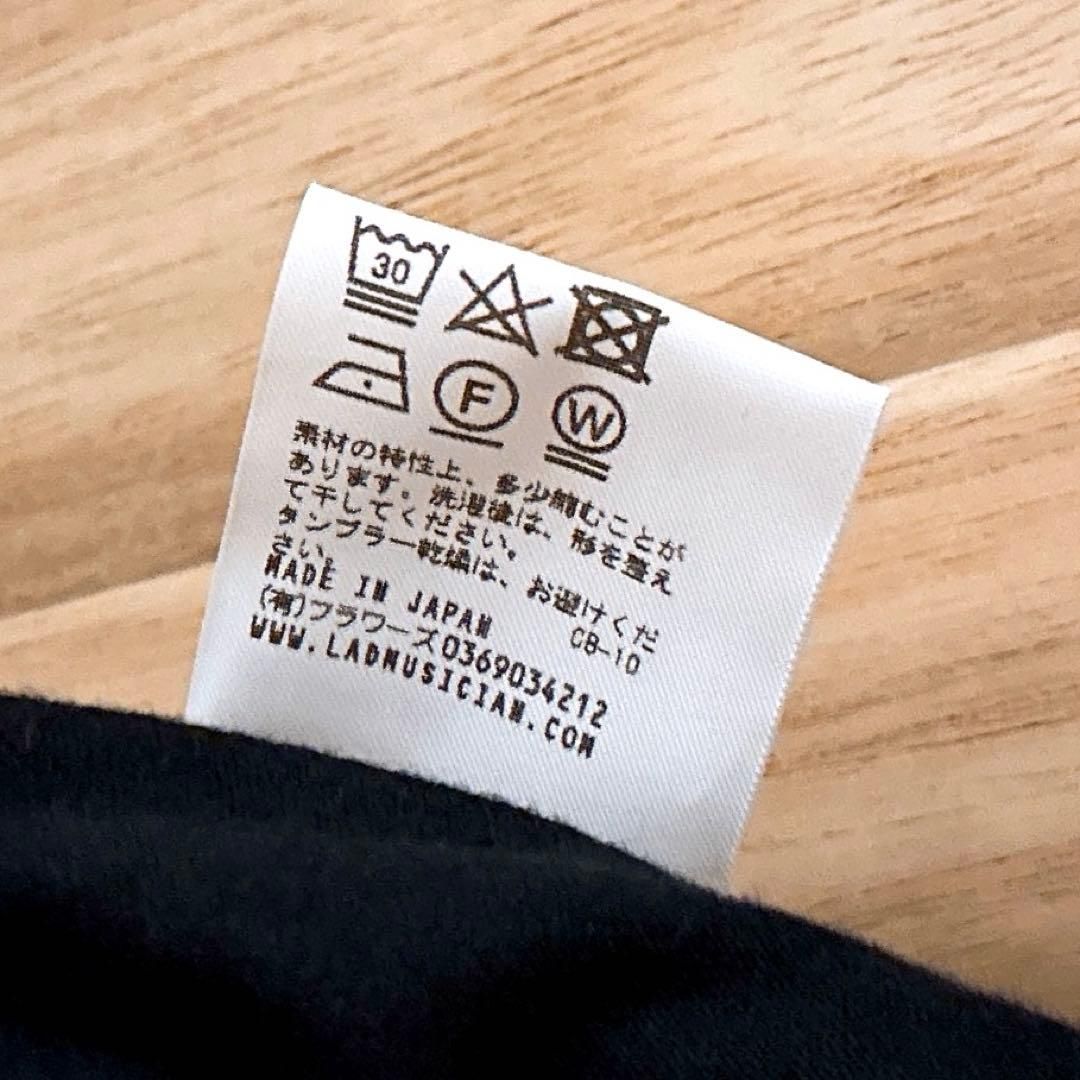 30
F W
素材の特性上、多少縮むことが
あります。洗濯後は、形を整え
て干してください。
タンブラー乾燥は、お避けくだ
さい。
MADE IN JAPAN CB-10
(有)フラワーズ0369034212
WWW.LADMUSICIAN.COM